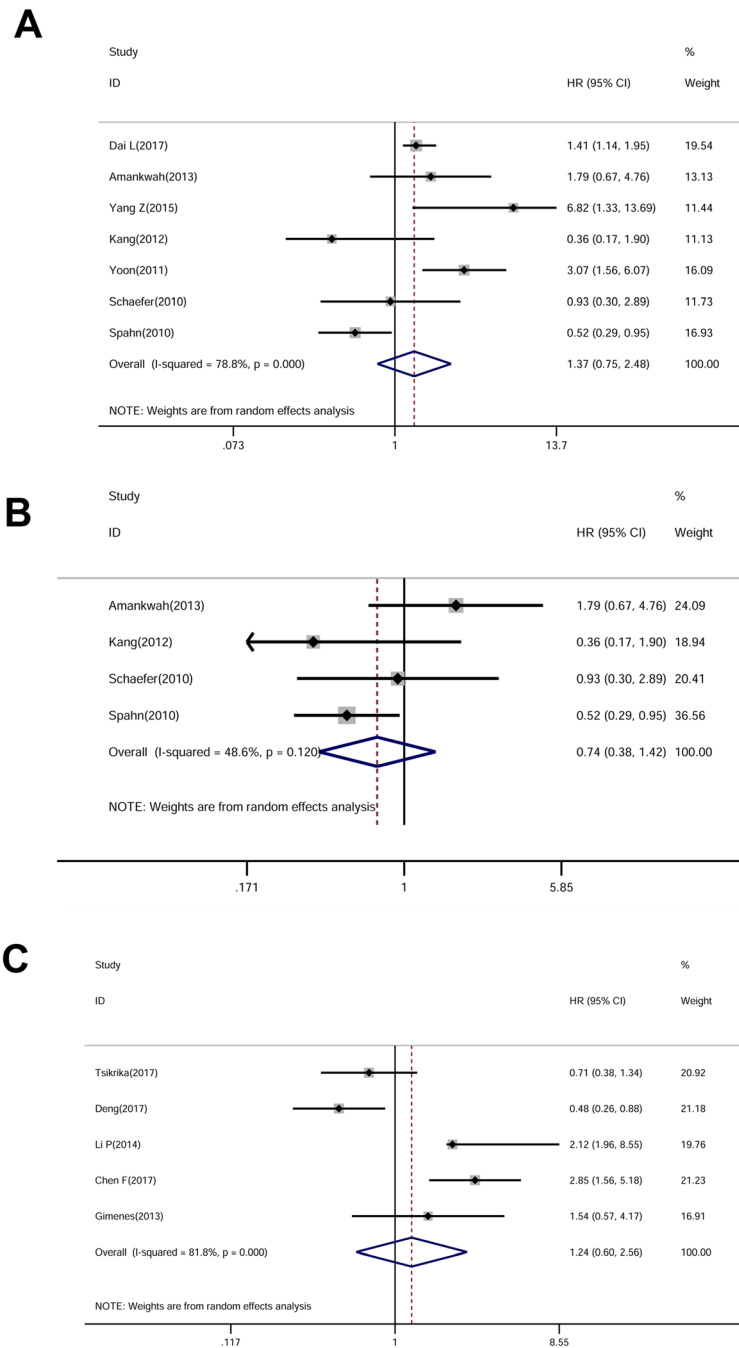 A
Study %
ID HR (95% CI) Weight
Dai L(2017) 1.41 (1.14, 1.95) 19.54
Amankwah(2013) 1.79 (0.67, 4.76) 13.13
Yang Z(2015) 6.82 (1.33, 13.69) 11.44
Kang(2012) 0.36 (0.17, 1.90) 11.13
Yoon(2011) 3.07 (1.56, 6.07) 16.09
Schaefer(2010) 0.93 (0.30, 2.89) 11.73
Spahn(2010) 0.52 (0.29, 0.95) 16.93
Overall (I-squared = 78.8%, p = 0.000) 1.37 (0.75, 2.48) 100.00
NOTE: Weights are from random effects analysis
.073 1 13.7
B
Study %
ID HR (95% CI) Weight
Amankwah(2013) 1.79 (0.67, 4.76) 24.09
Kang(2012) 0.36 (0.17, 1.90) 18.94
Schaefer(2010) 0.93 (0.30, 2.89) 20.41
Spahn(2010) 0.52 (0.29, 0.95) 36.56
Overall (I-squared = 48.6%, p = 0.120) 0.74 (0.38, 1.42) 100.00
NOTE: Weights are from random effects analysis
.171 1 5.85
C
Study %
ID HR (95% CI) Weight
Tsikrika(2017) 0.71 (0.38, 1.34) 20.92
Deng(2017) 0.48 (0.26, 0.88) 21.18
Li P(2014) 2.12 (1.96, 8.55) 19.76
Chen F(2017) 2.85 (1.56, 5.18) 21.23
Gimenes(2013) 1.54 (0.57, 4.17) 16.91
Overall (I-squared = 81.8%, p = 0.000) 1.24 (0.60, 2.56) 100.00
NOTE: Weights are from random effects analysis
.117 1 8.55